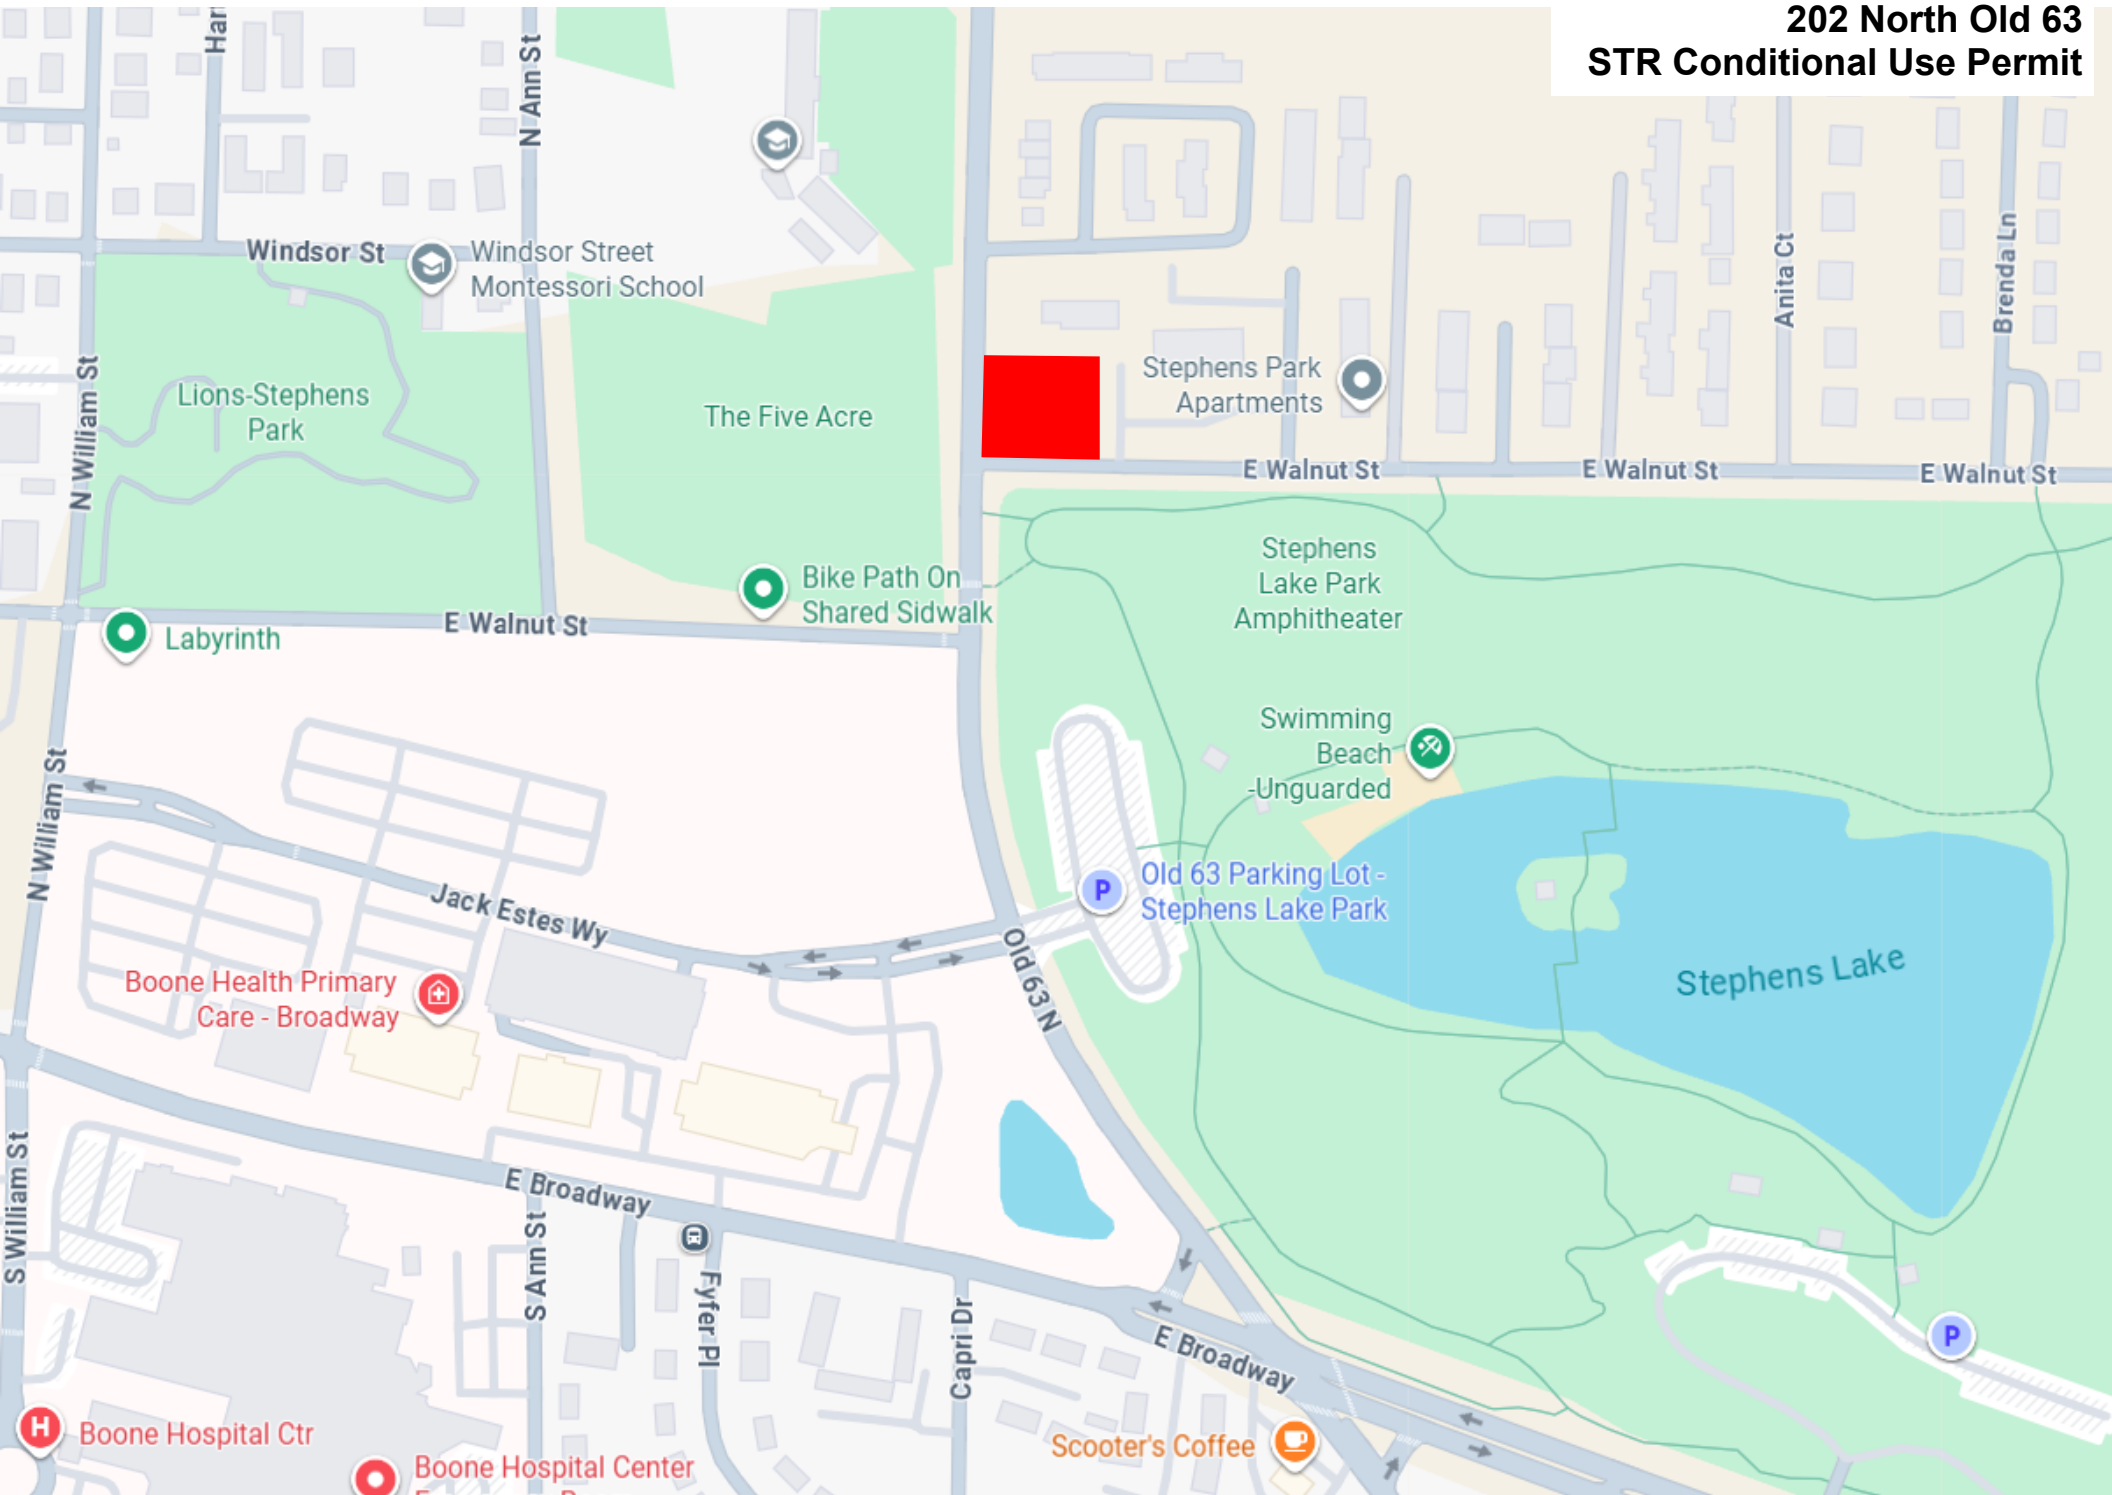 202 North Old 63
STR Conditional Use Permit
N Ann St
Windsor St
Windsor Street
Montessori School
Anita Ct
Brenda Ln
N William St
Lions-Stephens
Park
The Five Acre
Stephens Park
Apartments
E Walnut St
E Walnut St
E Walnut St
Stephens
Lake Park
Amphitheater
Bike Path On
Shared Sidwalk
E Walnut St
Labyrinth
Swimming
Beach
-Unguarded
N William St
P
Old 63 Parking Lot -
Stephens Lake Park
Jack Estes Wy
Old 63 N
Stephens Lake
Boone Health Primary
Care - Broadway
S William St
E Broadway
S Ann St
Fyfer Pl
Capri Dr
E Broadway
P
H
Boone Hospital Ctr
Scooter's Coffee
Boone Hospital Center